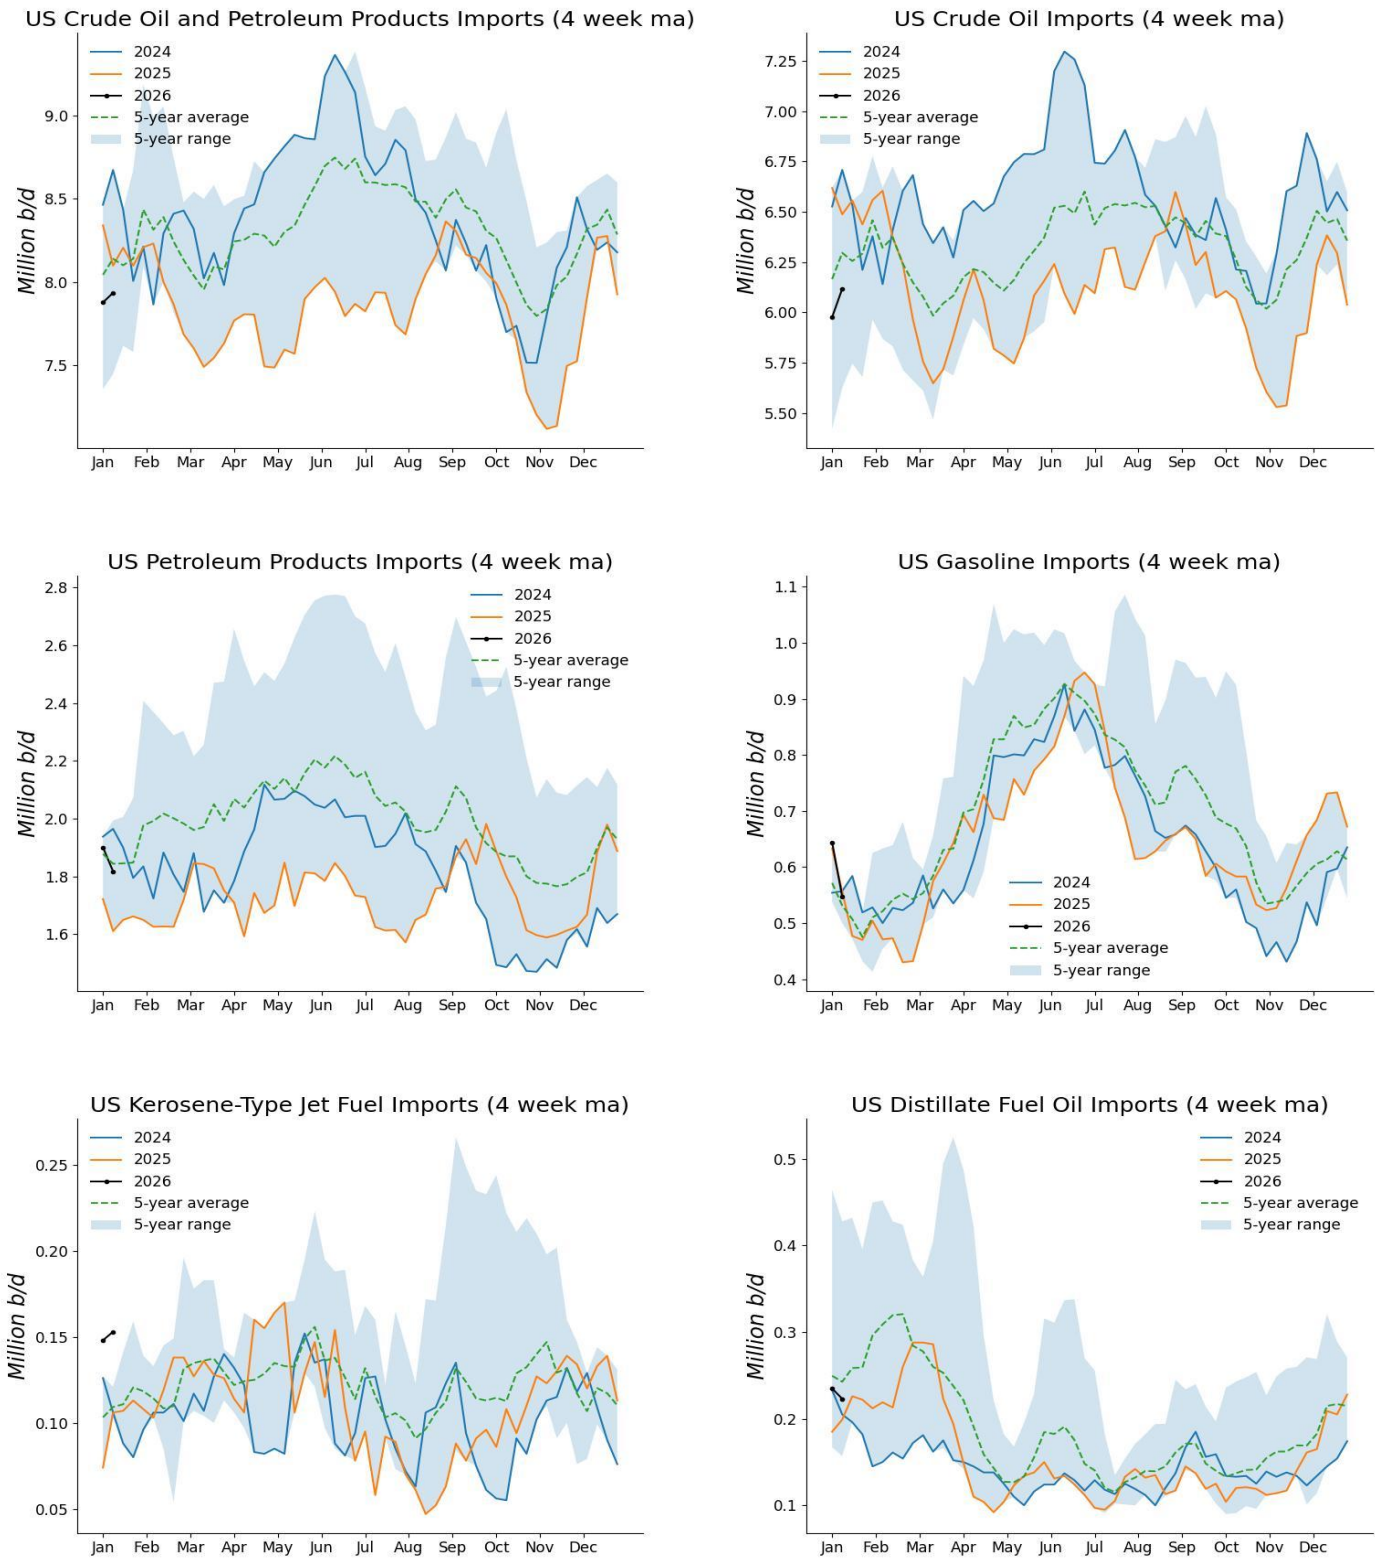 US Crude Oil and Petroleum Products Imports (4 week ma)
2024
2025
2026
5-year average
5-year range
Million b/d
9.0
8.5
8.0
7.5
Jan Feb Mar Apr May Jun Jul Aug Sep Oct Nov Dec
US Crude Oil Imports (4 week ma)
2024
2025
2026
5-year average
5-year range
Million b/d
7.25
7.00
6.75
6.50
6.25
6.00
5.75
5.50
Jan Feb Mar Apr May Jun Jul Aug Sep Oct Nov Dec
US Petroleum Products Imports (4 week ma)
2024
2025
2026
5-year average
5-year range
Million b/d
2.8
2.6
2.4
2.2
2.0
1.8
1.6
Jan Feb Mar Apr May Jun Jul Aug Sep Oct Nov Dec
US Gasoline Imports (4 week ma)
2024
2025
2026
5-year average
5-year range
Million b/d
1.1
1.0
0.9
0.8
0.7
0.6
0.5
0.4
Jan Feb Mar Apr May Jun Jul Aug Sep Oct Nov Dec
US Kerosene-Type Jet Fuel Imports (4 week ma)
2024
2025
2026
5-year average
5-year range
Million b/d
0.25
0.20
0.15
0.10
0.05
Jan Feb Mar Apr May Jun Jul Aug Sep Oct Nov Dec
US Distillate Fuel Oil Imports (4 week ma)
2024
2025
2026
5-year average
5-year range
Million b/d
0.5
0.4
0.3
0.2
0.1
Jan Feb Mar Apr May Jun Jul Aug Sep Oct Nov Dec